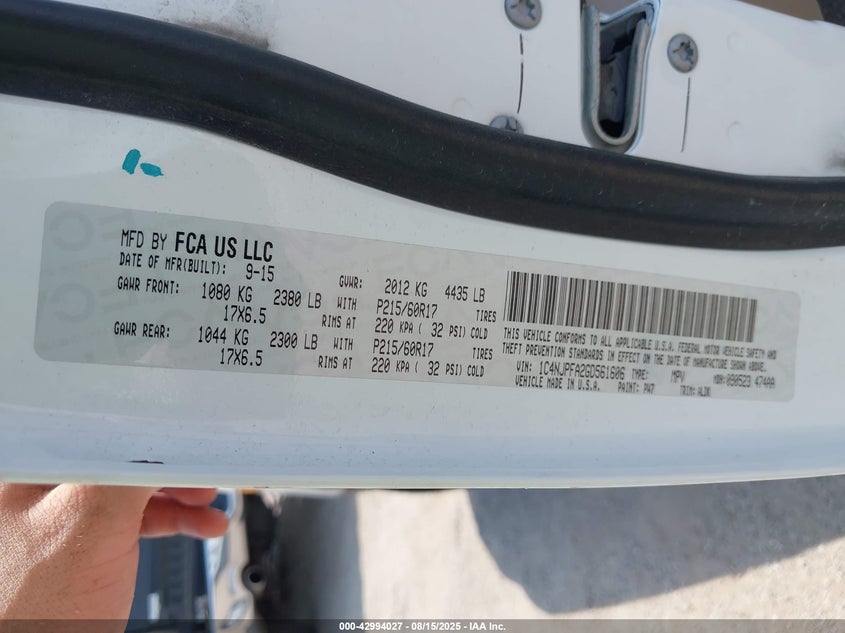 MFD BY FCA US LLC
DATE OF MFR(BUILT): 9-15 GVWR: 2012 KG 4435 LB
GAWR FRONT: 1080 KG 2380 LB WITH P215/60R17 TIRES
17X6.5 RIMS AT 220 KPA ( 32 PSI) COLD
GAWR REAR: 1044 KG 2300 LB WITH P215/60R17 TIRES
17X6.5 RIMS AT 220 KPA ( 32 PSI) COLD
THIS VEHICLE CONFORMS TO ALL APPLICABLE U.S.A. FEDERAL MOTOR VEHICLE SAFETY AND
THEFT PREVENTION STANDARDS IN EFFECT ON THE DATE OF MANUFACTURE SHOWN ABOVE.
VIN: 1C4NJPFA2GD561606 TYPE: MPV MDH:090523 474AA
VEHICLE MADE IN U.S.A. PAINT: PW7 TRIM: ALDX
000-42994027 - 08/15/2025 - IAA Inc.